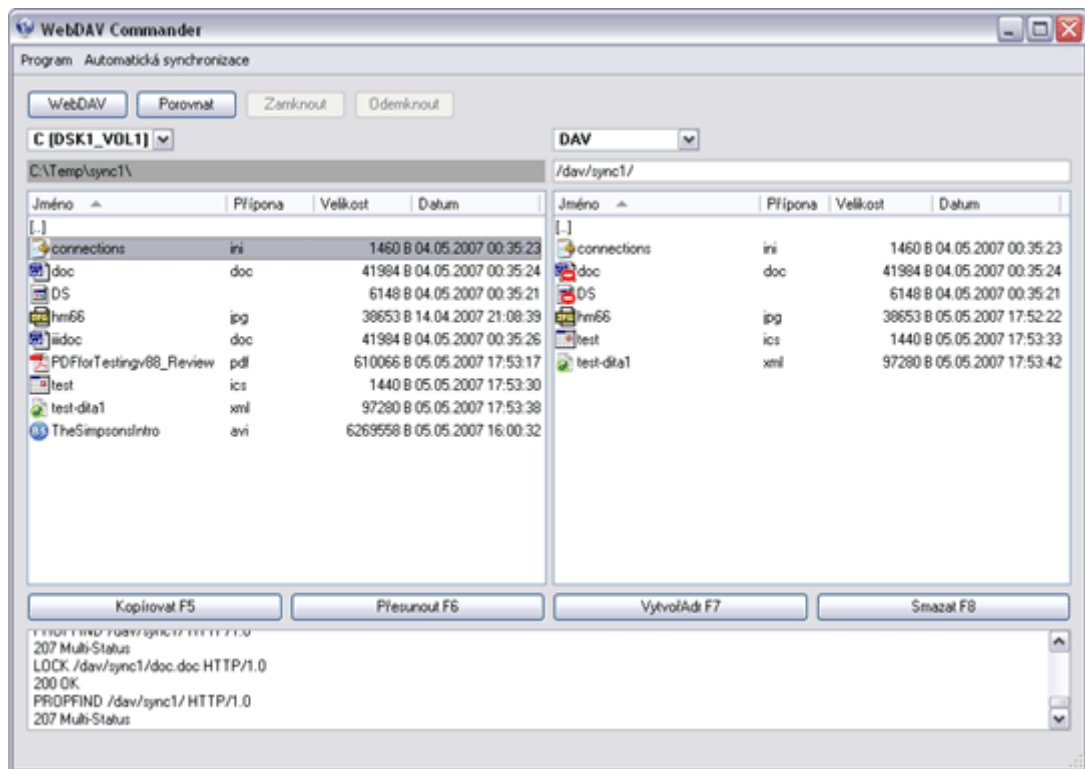 WebDAV Commander
Program Automatická synchronizace
WebDAV Porovnat Zamknout Odemknout
C [DSK1_VOL1] DAV
C:\Temp\sync1\ /dav/sync1/
Jméno Přípona Velikost Datum Jméno Přípona Velikost Datum
[..] [..]
connections ini 1460 B 04.05.2007 00:35:23 connections ini 1460 B 04.05.2007 00:35:23
doc doc 41984 B 04.05.2007 00:35:24 doc doc 41984 B 04.05.2007 00:35:24
DS 6148 B 04.05.2007 00:35:21 DS 6148 B 04.05.2007 00:35:21
hm66 jpg 38653 B 14.04.2007 21:08:39 hm66 jpg 38653 B 05.05.2007 17:52:22
iiidoc doc 41984 B 04.05.2007 00:35:26 test ics 1440 B 05.05.2007 17:53:33
PDFforTestingv88_Review pdf 610066 B 05.05.2007 17:53:17 test-dita1 xml 97280 B 05.05.2007 17:53:42
test ics 1440 B 05.05.2007 17:53:30
test-dita1 xml 97280 B 05.05.2007 17:53:38
TheSimpsonsIntro avi 6269558 B 05.05.2007 16:00:32
Kopírovat F5 Přesunout F6 VytvořAdr F7 Smazat F8
PROPFIND /dav/sync1/ HTTP/1.0
207 Multi-Status
LOCK /dav/sync1/doc.doc HTTP/1.0
200 OK
PROPFIND /dav/sync1/ HTTP/1.0
207 Multi-Status